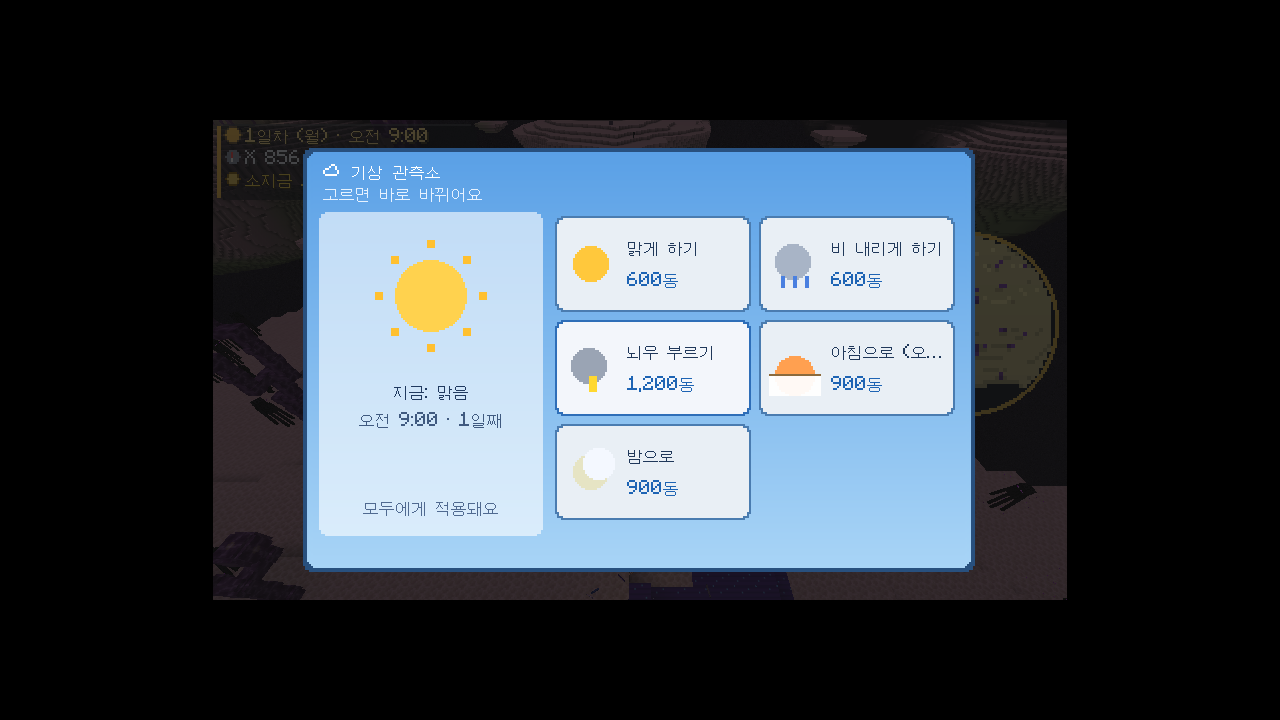 1일차 (월) · 오전 9:00
X 856
소지금
기상 관측소
고르면 바로 바뀌어요
지금: 맑음
오전 9:00 · 1일째
모두에게 적용돼요
맑게 하기
600동
비 내리게 하기
600동
뇌우 부르기
1,200동
아침으로 (오...
900동
밤으로
900동